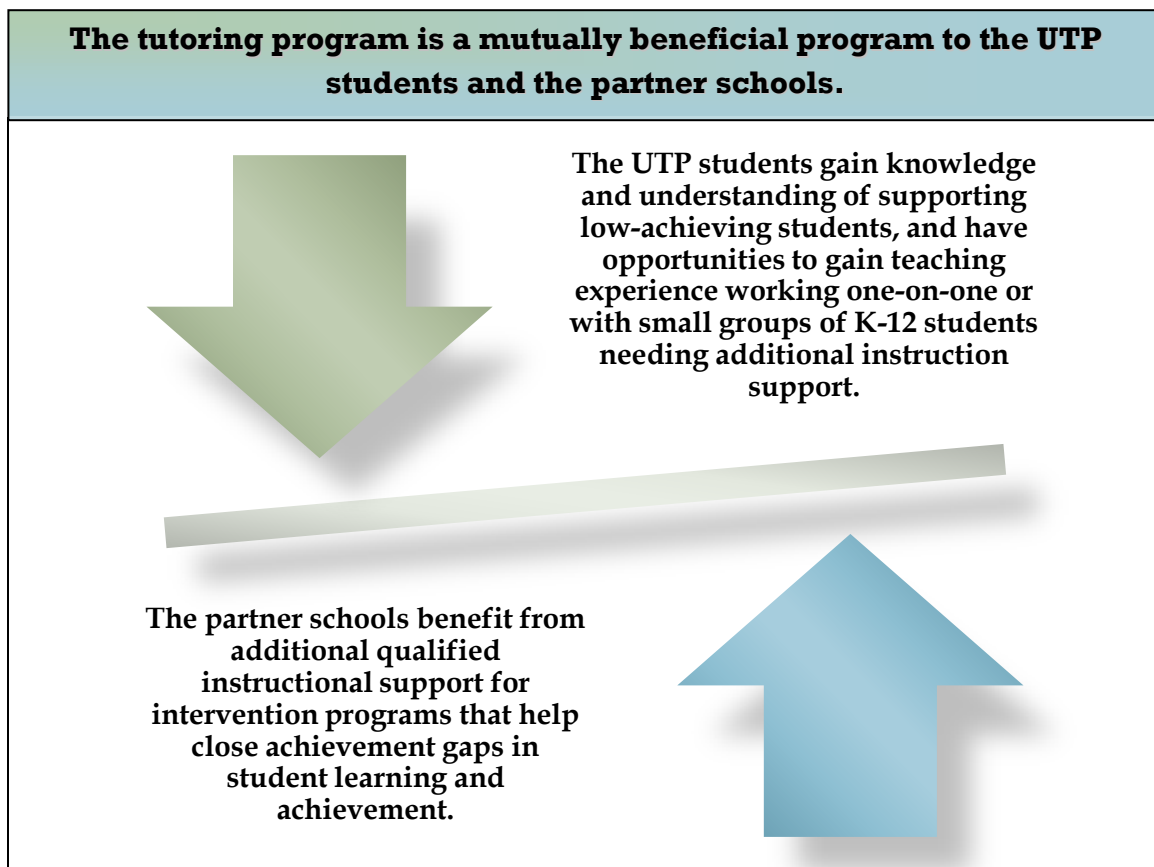 The tutoring program is a mutually beneficial program to the UTP
students and the partner schools.
The UTP students gain knowledge
and understanding of supporting
low-achieving students, and have
opportunities to gain teaching
experience working one-on-one or
with small groups of K-12 students
needing additional instruction
support.
The partner schools benefit from
additional qualified
instructional support for
intervention programs that help
close achievement gaps in
student learning and
achievement.